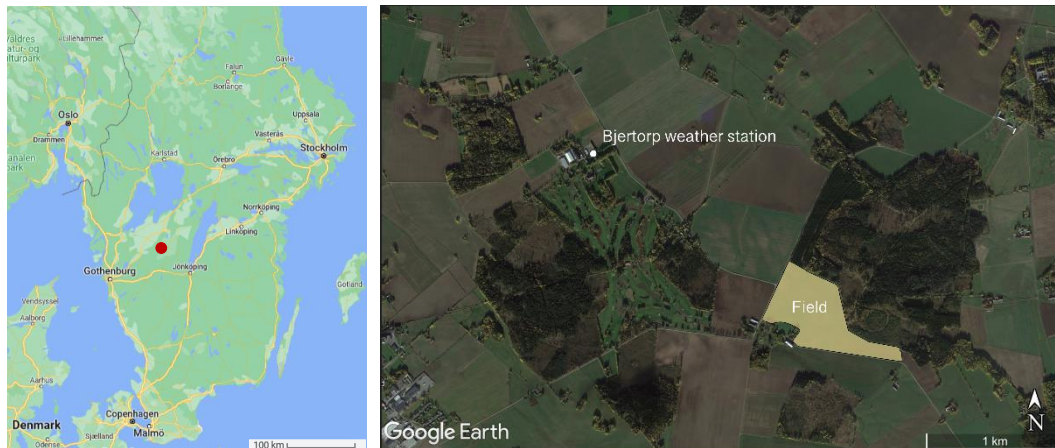 Lillehammer
Gävle
Falun
Borlänge
Uppsala
Oslo
Drammen
Västerås
Karlstad
Örebro
Stockholm
Norrköping
Linköping
Gothenburg
Jönköping
Gotland
Vendsyssel
Aalborg
Aarhus
Copenhagen
Denmark
Sjælland
Malmö
Odense
100 km
Bjertorp weather station
Field
Google Earth
N
1 km